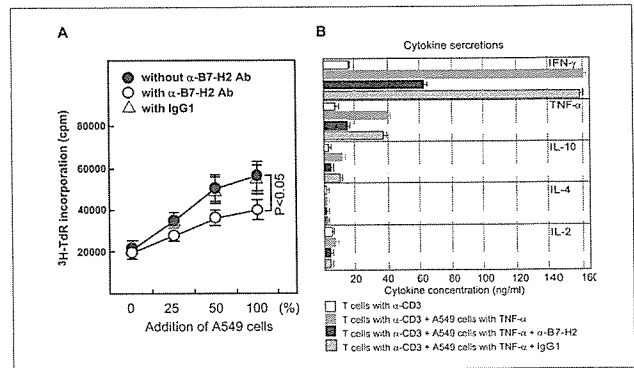 A
without α-B7-H2 Ab
with α-B7-H2 Ab
with IgG1
³H-TdR incorporation (cpm)
80000
60000
40000
20000
P<0.05
0 25 50 100 (%)
Addition of A549 cells
B
Cytokine sercretions
IFN-γ
TNF-α
IL-10
IL-4
IL-2
20 40 60 80 100 120 140 160
Cytokine concentration (ng/ml)
T cells with α-CD3
T cells with α-CD3 + A549 cells with TNF-α
T cells with α-CD3 + A549 cells with TNF-α + α-B7-H2
T cells with α-CD3 + A549 cells with TNF-α + IgG1